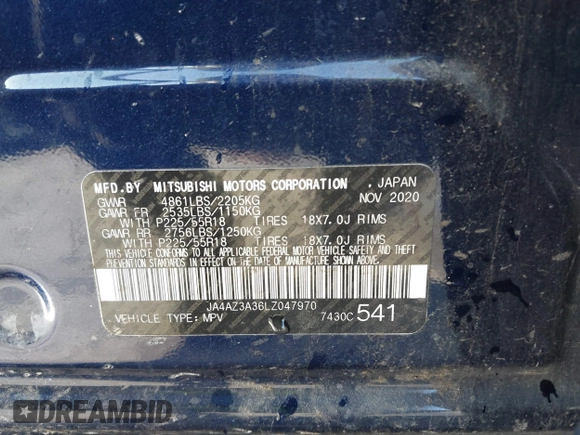 MFD.BY MITSUBISHI MOTORS CORPORATION , JAPAN
GVWR 4861LBS/2205KG NOV 2020
GAWR FR 2535LBS/1150KG
WITH P225/55R18 TIRES 18X7.0J RIMS
GAWR RR 2756LBS/1250KG
WITH P225/55R18 TIRES 18X7.0J RIMS
THIS VEHICLE CONFORMS TO ALL APPLICABLE FEDERAL MOTOR VEHICLE SAFETY AND THEFT PREVENTION STANDARDS IN EFFECT ON THE DATE OF MANUFACTURE SHOWN ABOVE.
JA4AZ3A36LZ047970
VEHICLE TYPE: MPV 7430C 541
DREAMBID